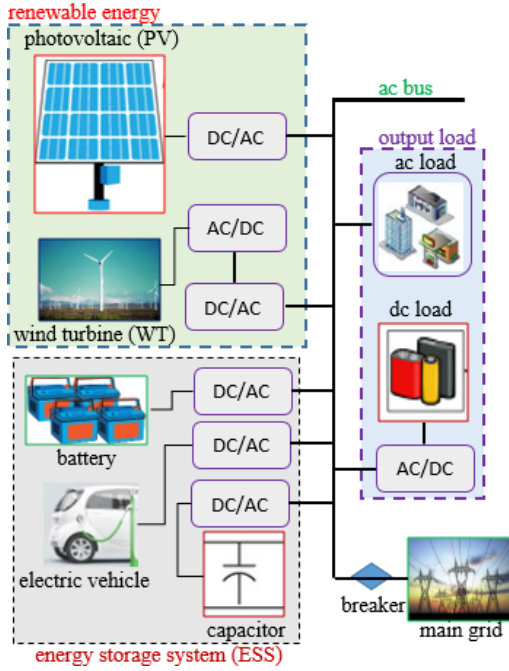 renewable energy
photovoltaic (PV)
DC/AC
AC/DC
DC/AC
wind turbine (WT)
ac bus
output load
ac load
dc load
AC/DC
DC/AC
battery
DC/AC
electric vehicle
DC/AC
capacitor
energy storage system (ESS)
breaker
main grid